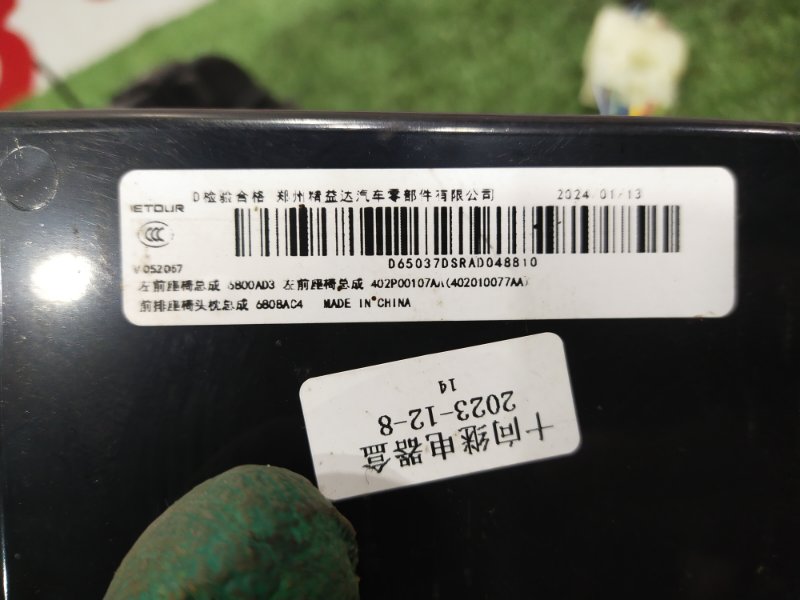 D检验合格 郑州精益达汽车零部件有限公司 2024/01/13
JETOUR
CCC
V052067
D65037DSRAD048810
左前座椅总成 6800AD3 左前座椅总成 402P00107AA(402010077AA)
前排座椅头枕总成 6808AC4 MADE IN CHINA
十向继电器盒
2023-12-8
14